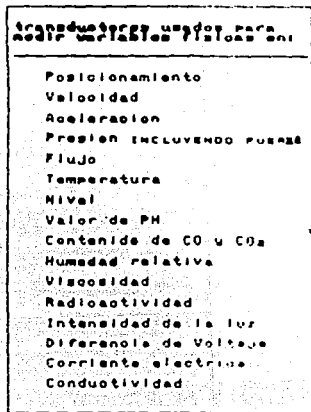 transductores usados para
medir variables fisicas en:
Posicionamiento
Velocidad
Aceleracion
Presion INCLUYENDO FUERZA
Flujo
Temperatura
Nivel
Valor de PH
Contenido de CO y CO2
Humedad relativa
Viscosidad
Radioactividad
Intensidad de la luz
Diferencia de Voltaje
Corriente electrica
Conductividad